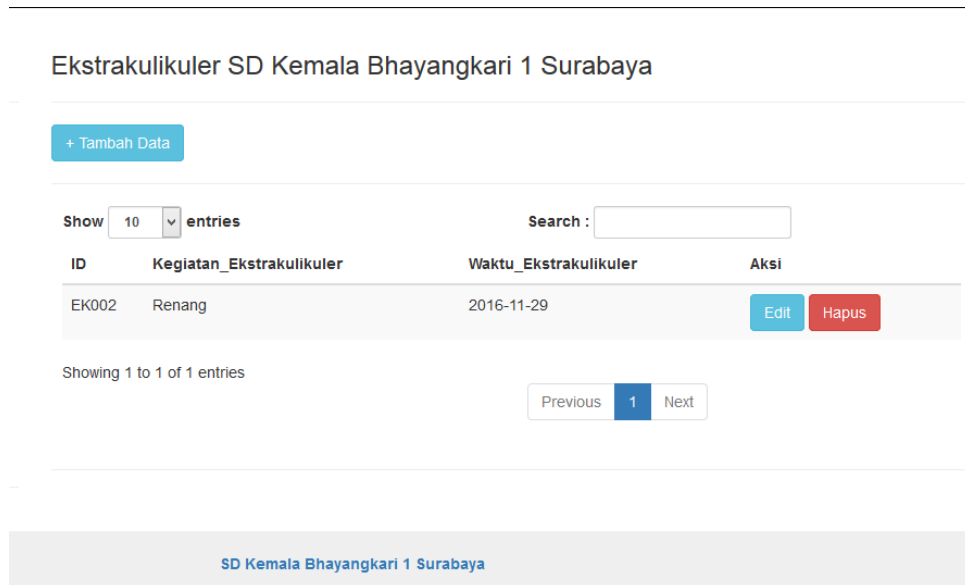 Ekstrakulikuler SD Kemala Bhayangkari 1 Surabaya
+ Tambah Data
Show 10 entries Search :
ID Kegiatan_Ekstrakulikuler Waktu_Ekstrakulikuler Aksi
EK002 Renang 2016-11-29 Edit Hapus
Showing 1 to 1 of 1 entries
Previous 1 Next
SD Kemala Bhayangkari 1 Surabaya